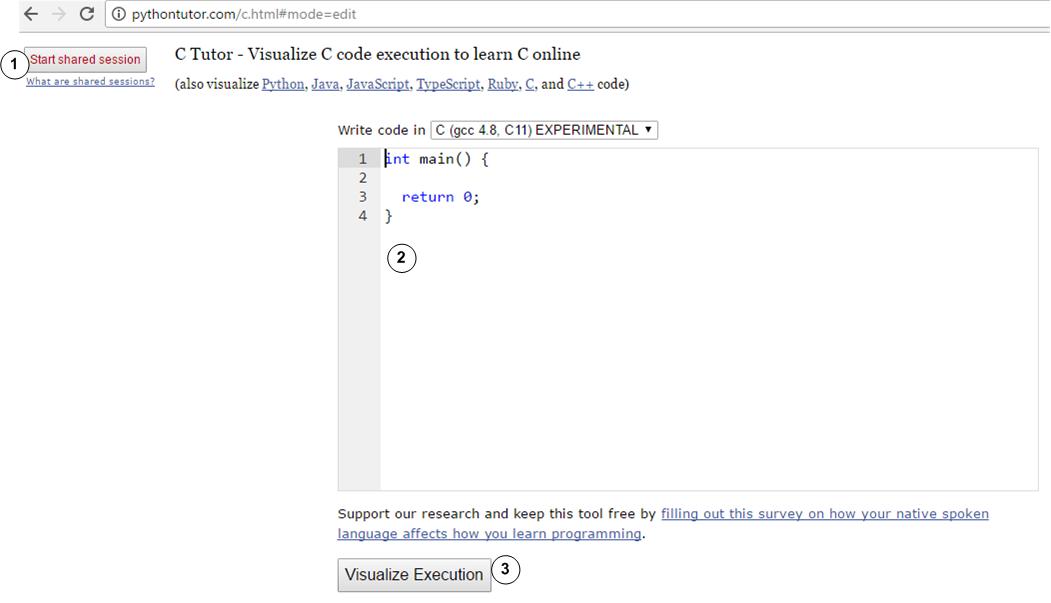 pythontutor.com/c.html#mode=edit
1 Start shared session
What are shared sessions?
C Tutor - Visualize C code execution to learn C online
(also visualize Python, Java, JavaScript, TypeScript, Ruby, C, and C++ code)
Write code in C (gcc 4.8, C11) EXPERIMENTAL
1 int main() {
2
3   return 0;
4 }
2
Support our research and keep this tool free by filling out this survey on how your native spoken
language affects how you learn programming.
Visualize Execution 3